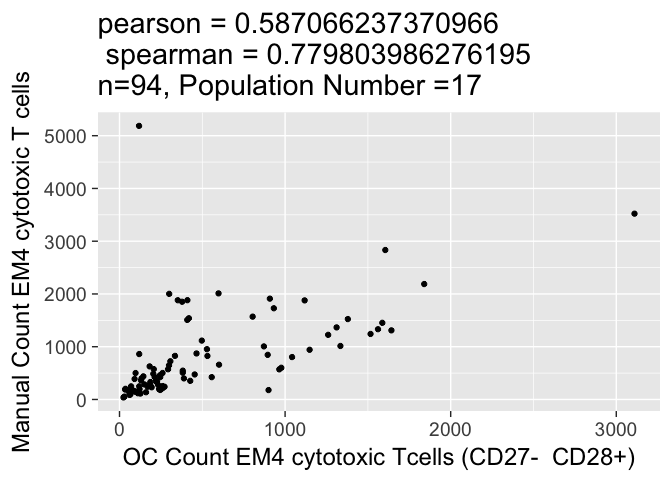 pearson = 0.587066237370966
spearman = 0.779803986276195
n=94, Population Number =17
Manual Count EM4 cytotoxic T cells
5000
4000
3000
2000
1000
0
0 1000 2000 3000
OC Count EM4 cytotoxic Tcells (CD27-  CD28+)